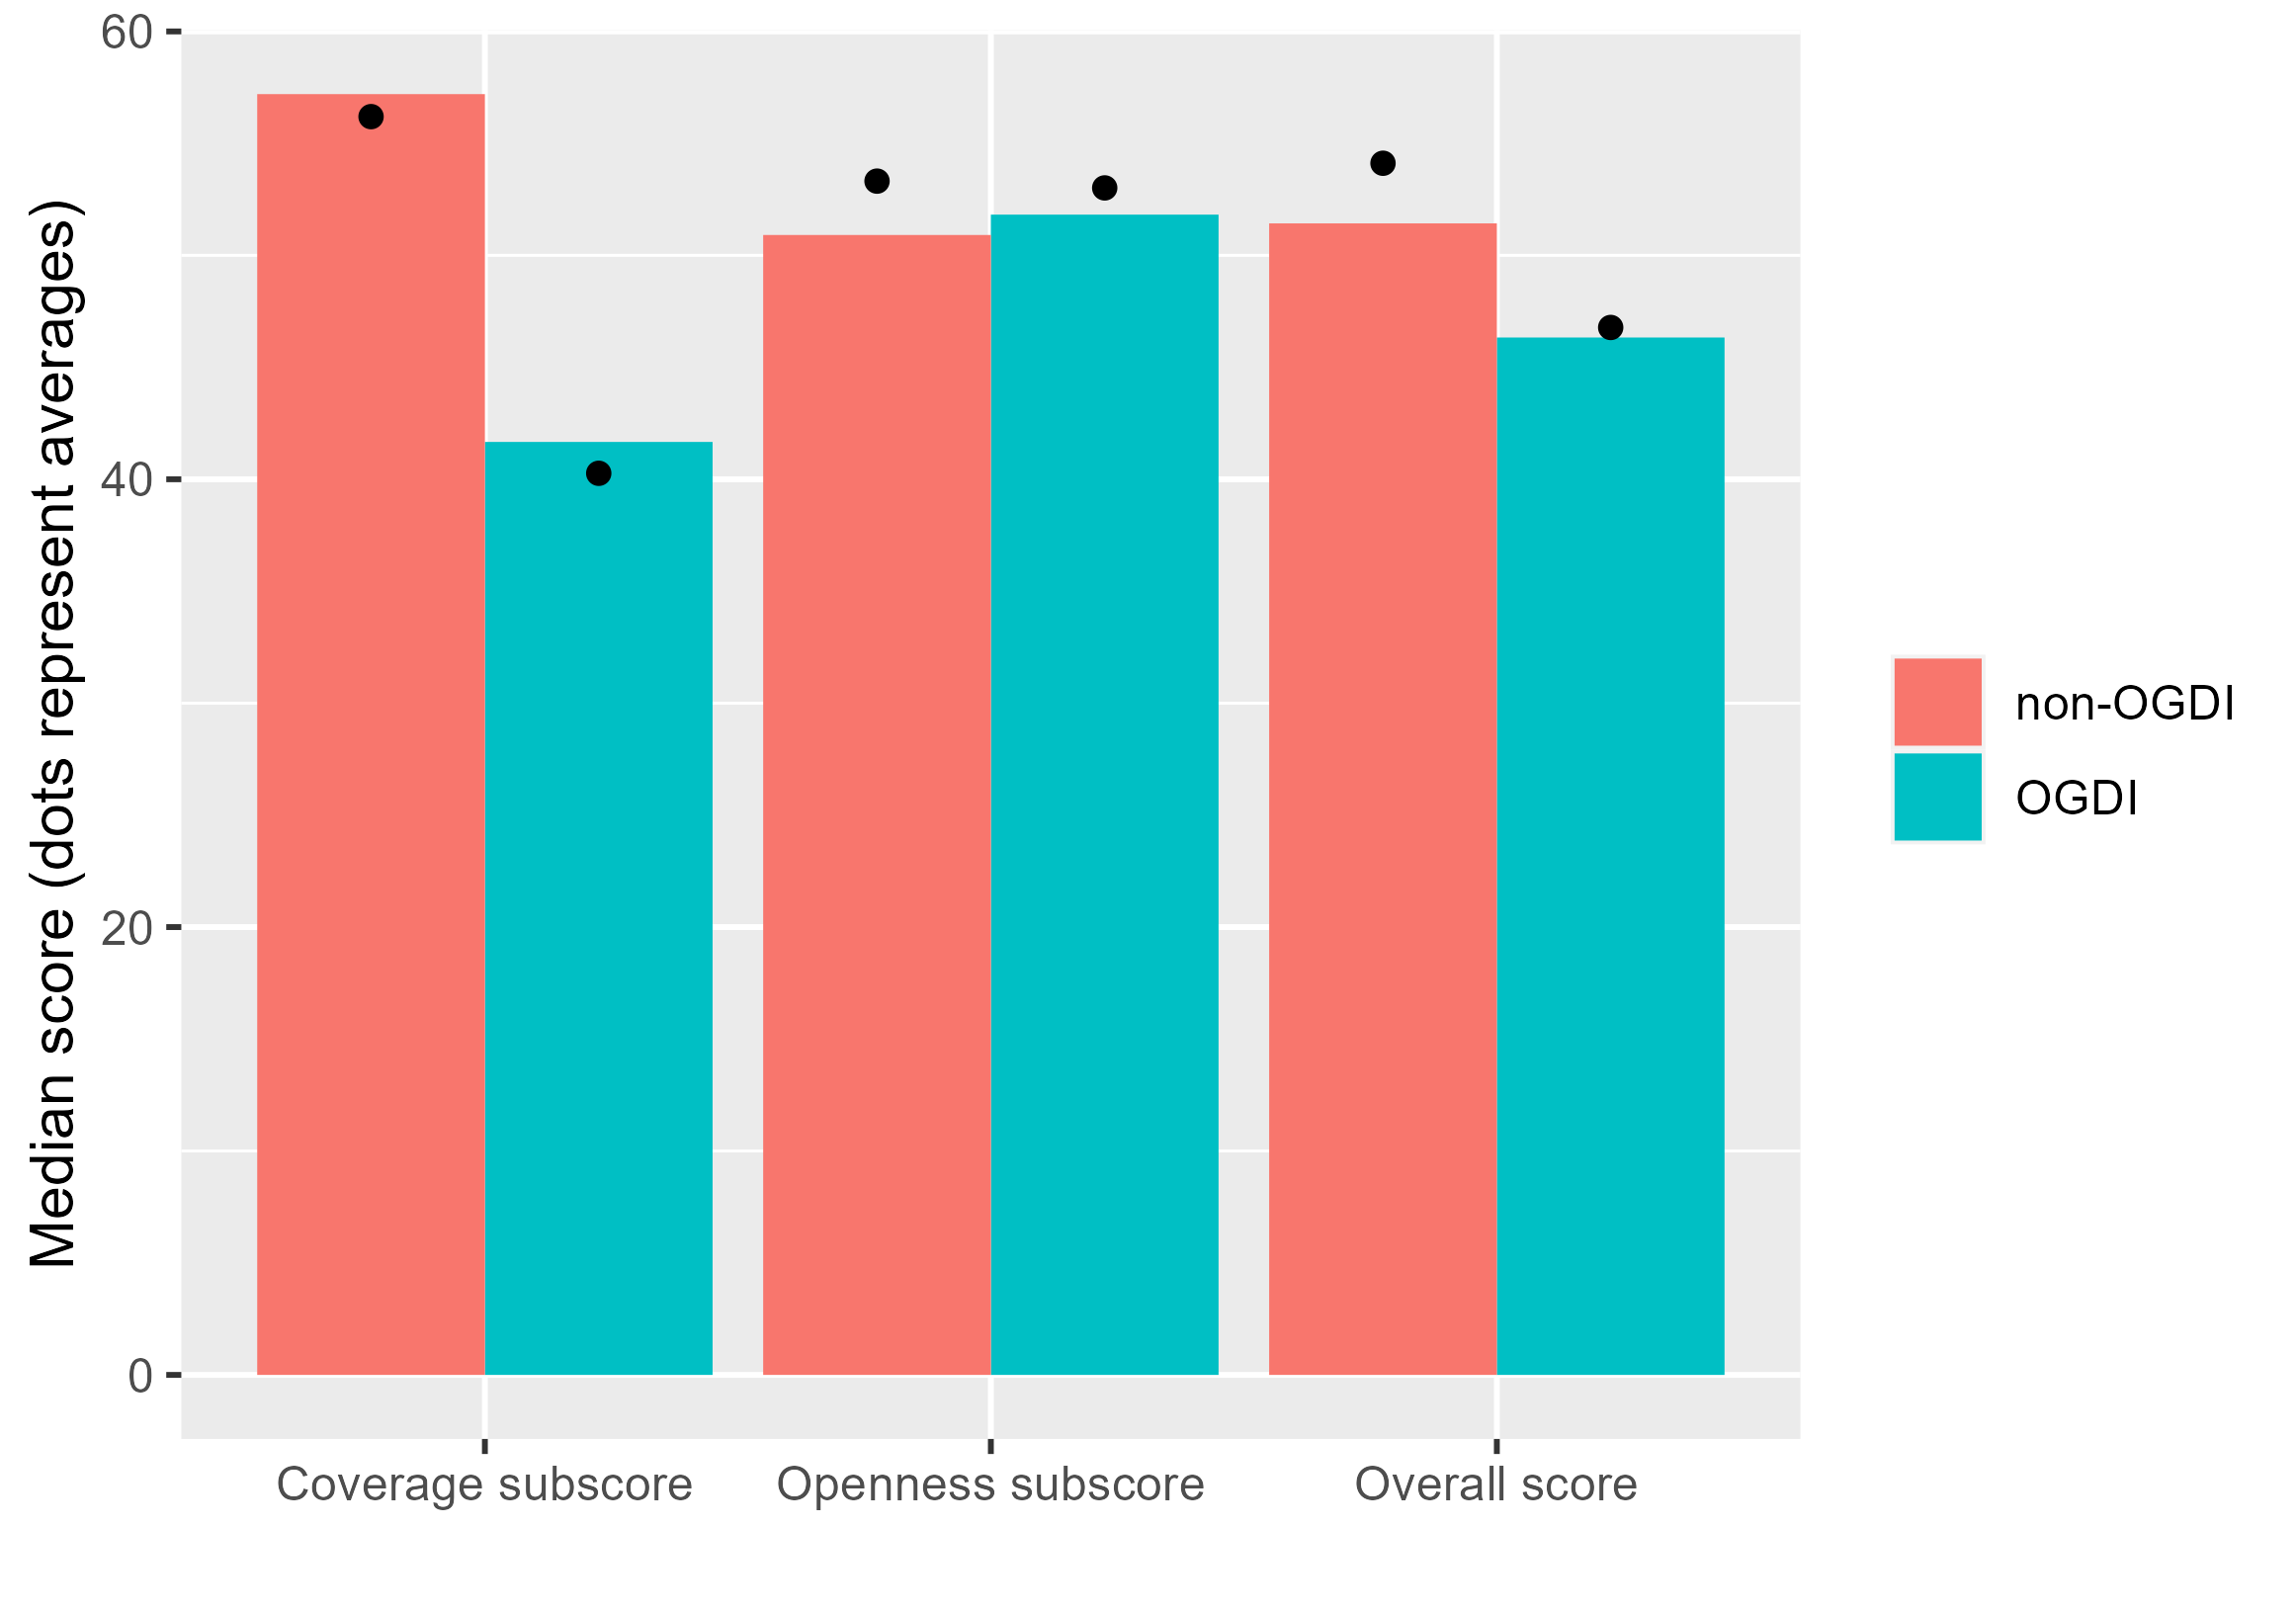 Median score (dots represent averages)
60
40
20
0
Coverage subscore
Openness subscore
Overall score
non-OGDI
OGDI